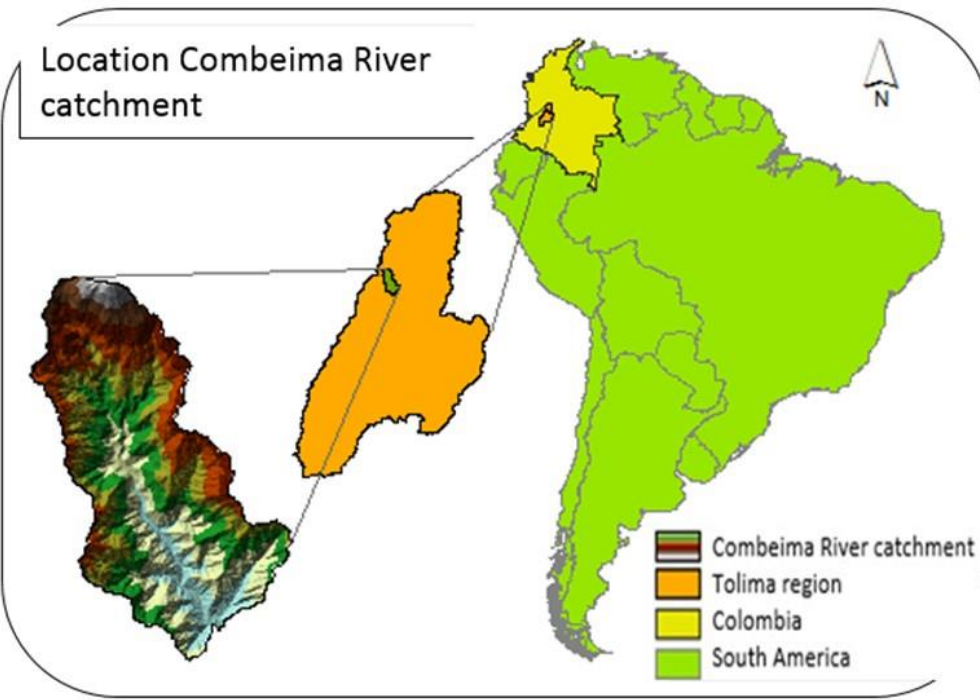 Location Combeima River
catchment
N
Combeima River catchment
Tolima region
Colombia
South America